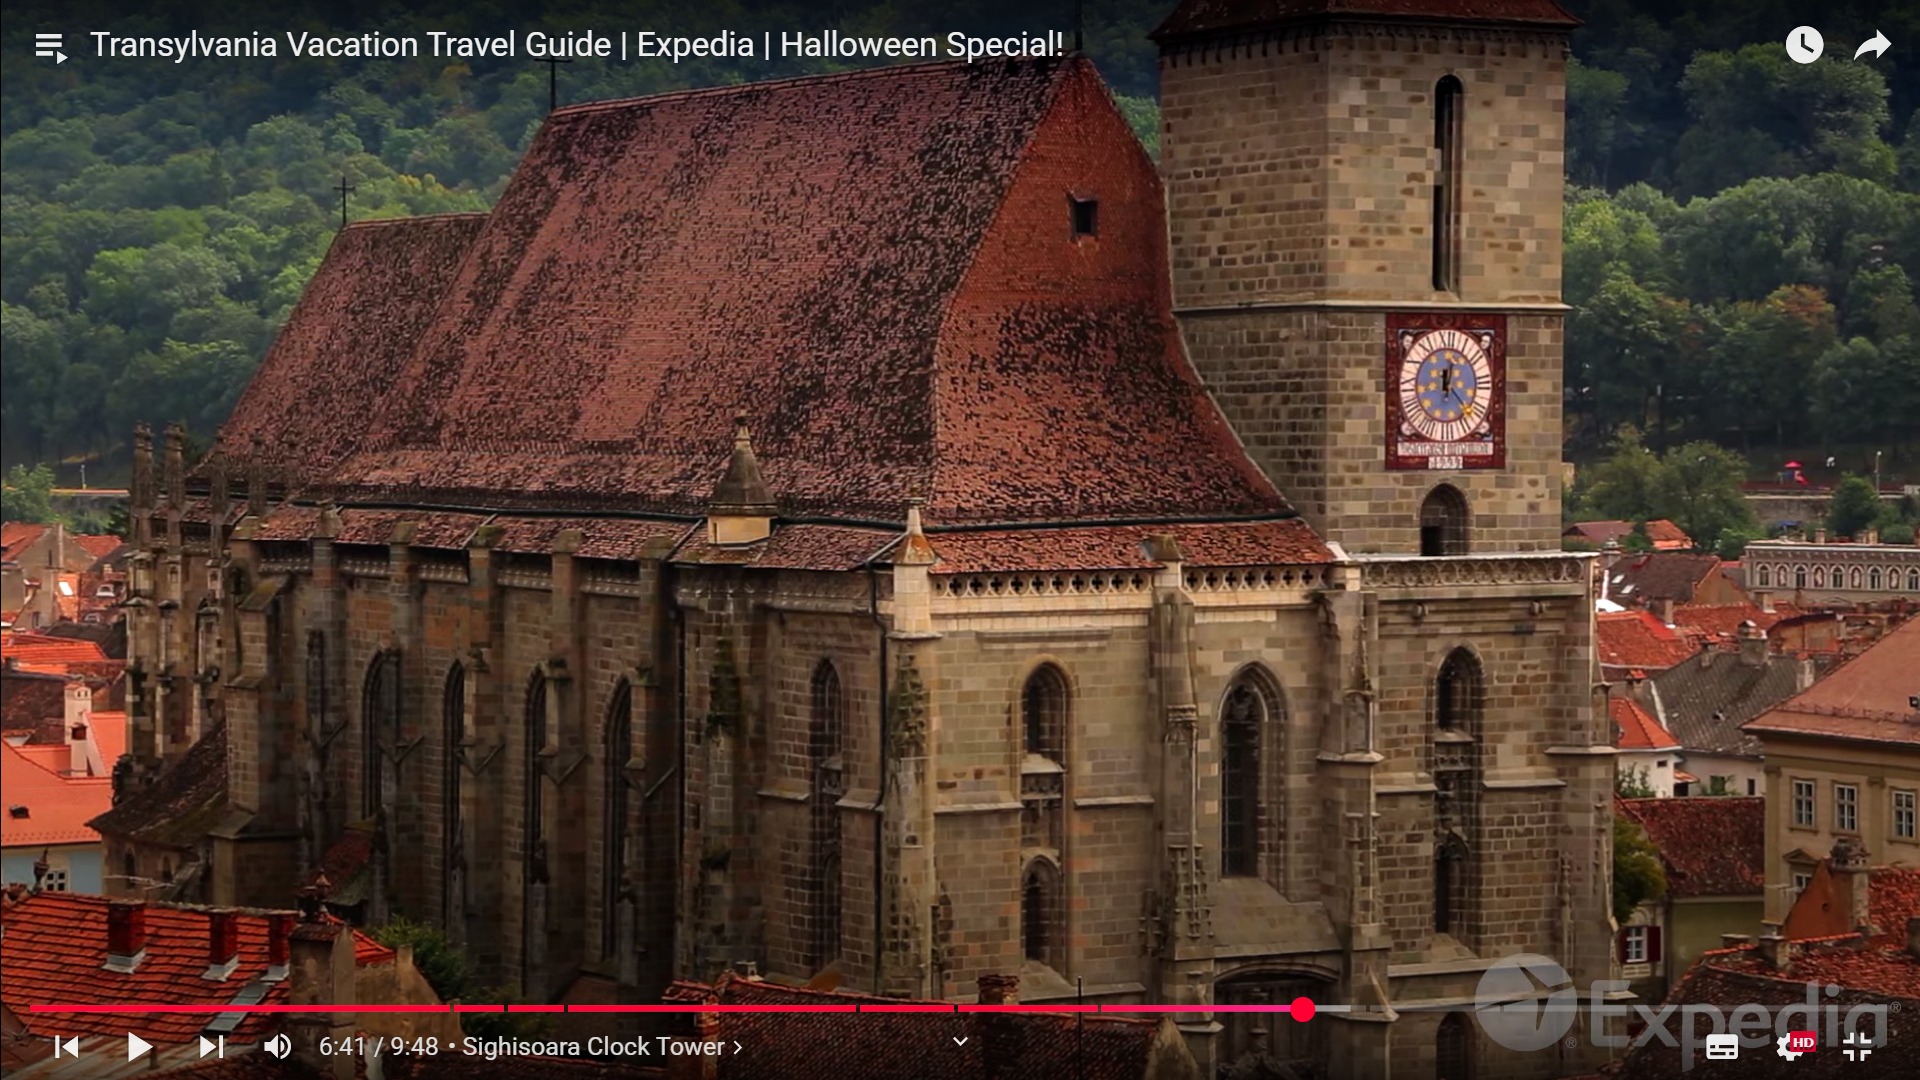 Transylvania Vacation Travel Guide | Expedia | Halloween Special!
Expedia®
6:41 / 9:48 • Sighisoara Clock Tower
HD